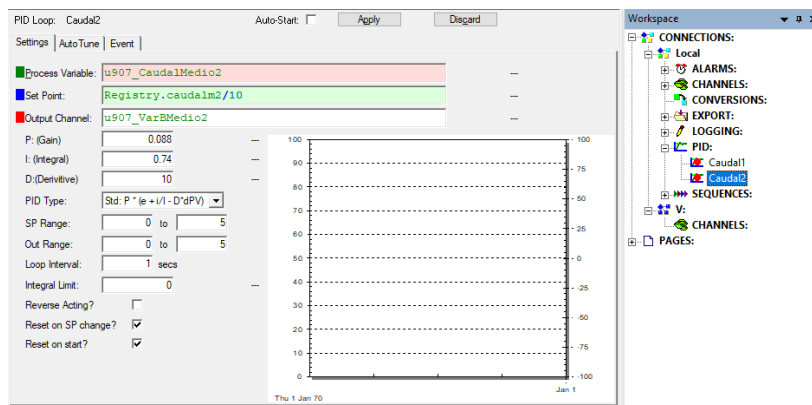 PID Loop: Caudal2 Auto-Start: Apply Discard
Settings AutoTune Event
Process Variable: u907_CaudalMedio2 ---
Set Point: Registry.caudalm2/10 ---
Output Channel: u907_VarBMedio2 ---
P: (Gain) 0.088 ---
I: (Integral) 0.74 ---
D:(Derivitive) 10 ---
PID Type: Std: P * (e + i/I - D*dPV)
SP Range: 0 to 5
Out Range: 0 to 5
Loop Interval: 1 secs
Integral Limit: 0 ---
Reverse Acting?
Reset on SP change?
Reset on start?
100
90
80
70
60
50
40
30
20
10
0
100
75
50
25
0
-25
-50
-75
-100
Jan 1
Thu 1 Jan 70
Workspace
CONNECTIONS:
Local
ALARMS:
CHANNELS:
CONVERSIONS:
EXPORT:
LOGGING:
PID:
Caudal1
Caudal2
SEQUENCES:
V:
CHANNELS:
PAGES: